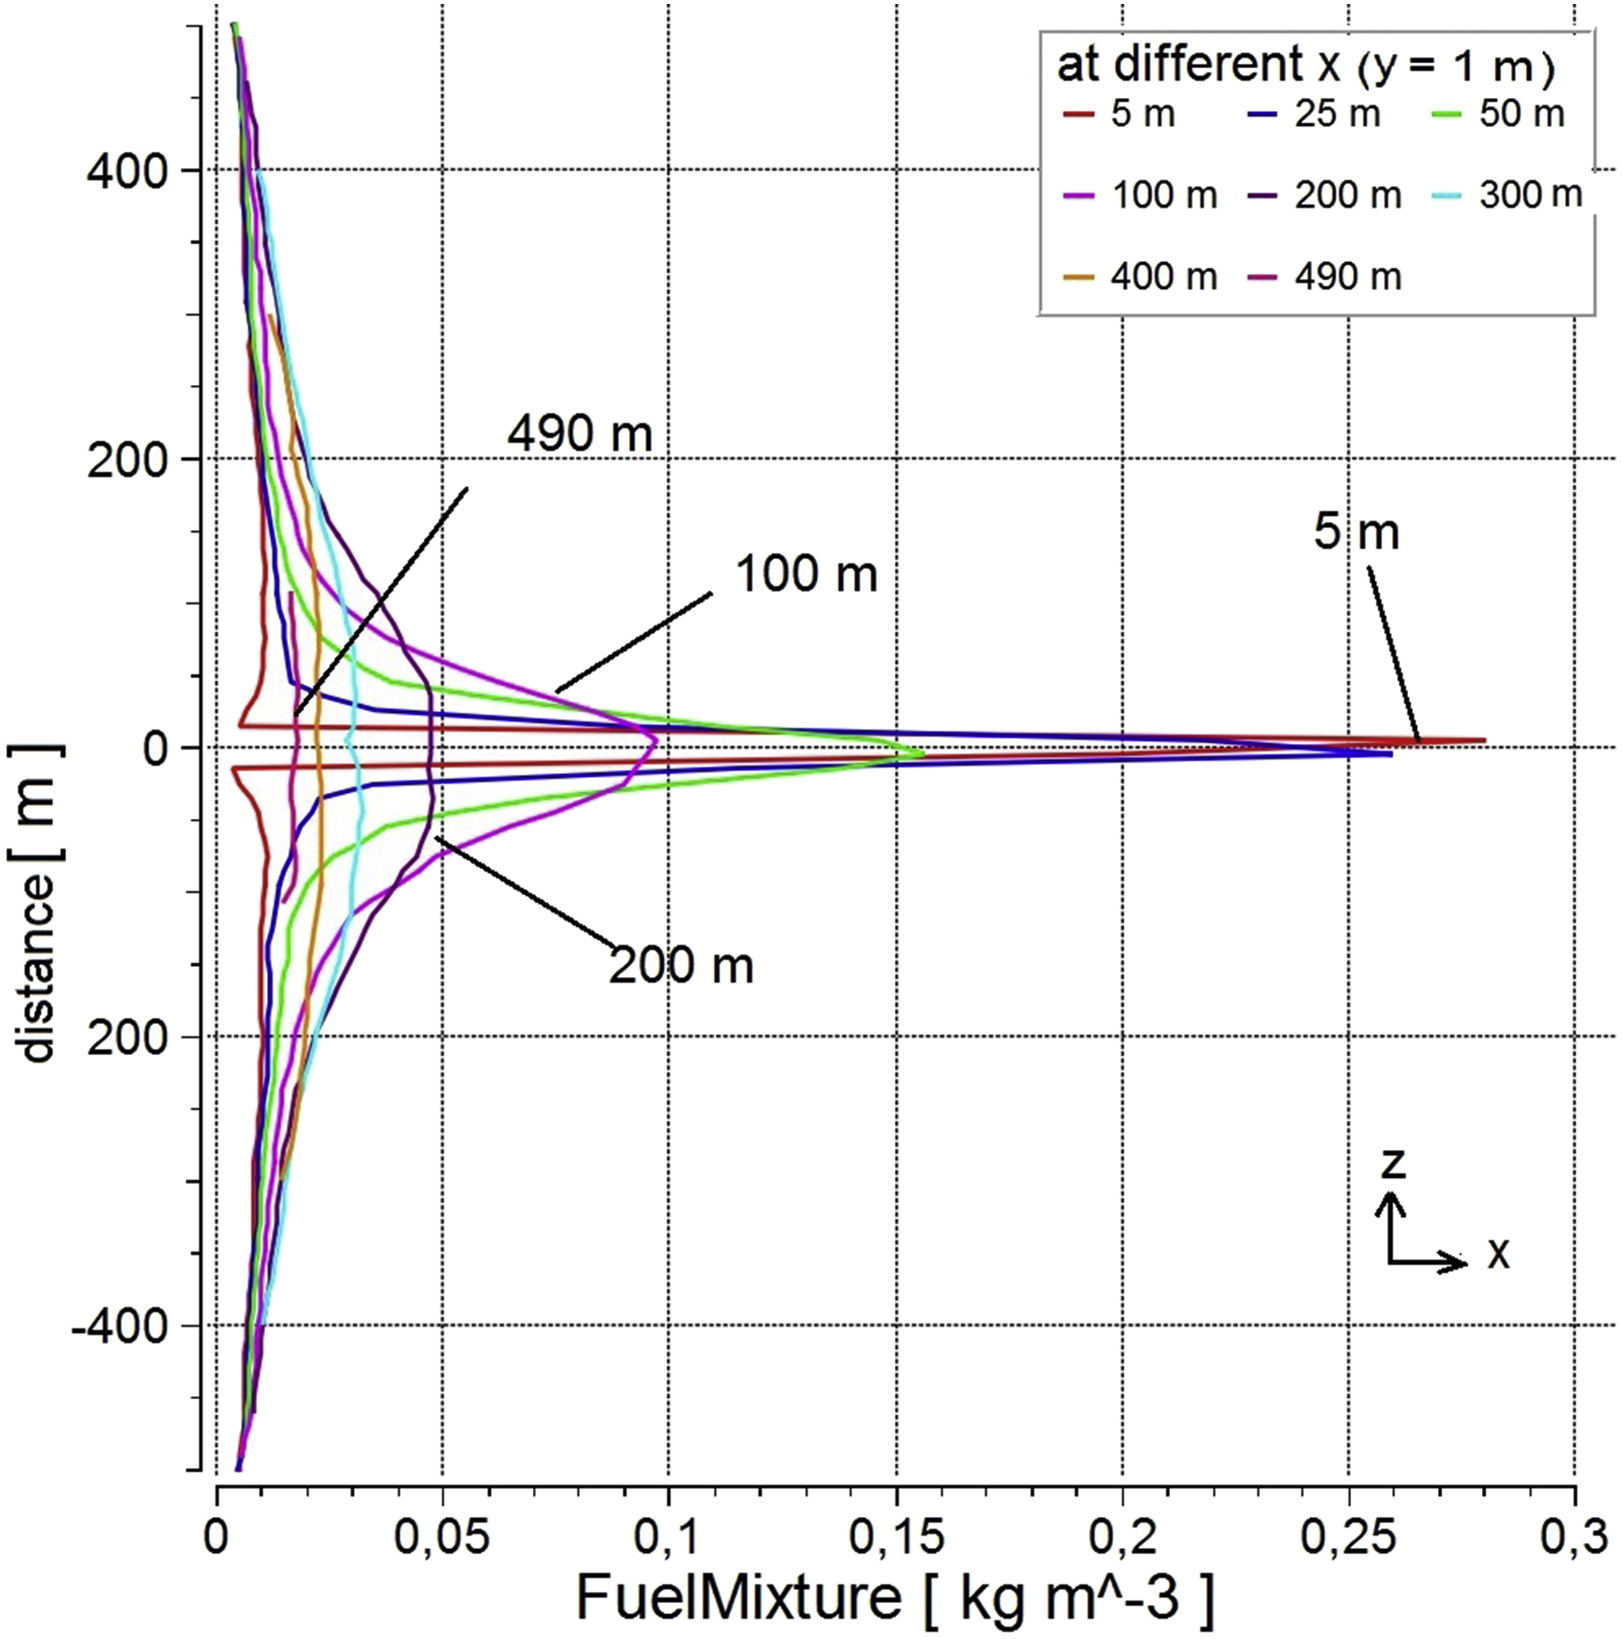 at different x (y = 1 m)
5 m 25 m 50 m
100 m 200 m 300 m
400 m 490 m
400
200
0
200
-400
distance [ m ]
490 m
100 m
5 m
200 m
z
x
0 0,05 0,1 0,15 0,2 0,25 0,3
FuelMixture [ kg m^-3 ]